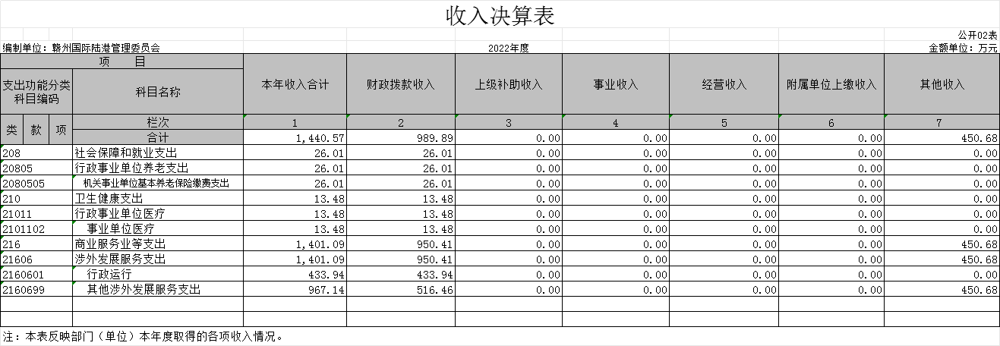 收入决算表
公开02表
编制单位：赣州国际陆港管理委员会 2022年度 金额单位：万元
项 目 本年收入合计 财政拨款收入 上级补助收入 事业收入 经营收入 附属单位上缴收入 其他收入
支出功能分类科目编码 科目名称
类 款 项 栏次 1 2 3 4 5 6 7
合计 1,440.57 989.89 0.00 0.00 0.00 0.00 450.68
208 社会保障和就业支出 26.01 26.01 0.00 0.00 0.00 0.00 0.00
20805 行政事业单位养老支出 26.01 26.01 0.00 0.00 0.00 0.00 0.00
2080505 机关事业单位基本养老保险缴费支出 26.01 26.01 0.00 0.00 0.00 0.00 0.00
210 卫生健康支出 13.48 13.48 0.00 0.00 0.00 0.00 0.00
21011 行政事业单位医疗 13.48 13.48 0.00 0.00 0.00 0.00 0.00
2101102 事业单位医疗 13.48 13.48 0.00 0.00 0.00 0.00 0.00
216 商业服务业等支出 1,401.09 950.41 0.00 0.00 0.00 0.00 450.68
21606 涉外发展服务支出 1,401.09 950.41 0.00 0.00 0.00 0.00 450.68
2160601 行政运行 433.94 433.94 0.00 0.00 0.00 0.00 0.00
2160699 其他涉外发展服务支出 967.14 516.46 0.00 0.00 0.00 0.00 450.68
注：本表反映部门（单位）本年度取得的各项收入情况。